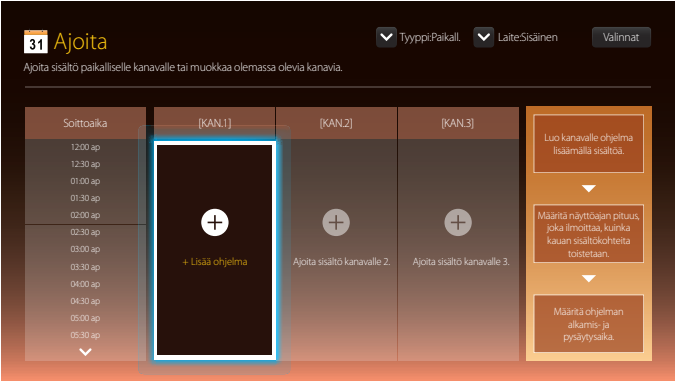 31 Ajoita
Tyyppi:Paikall.
Laite:Sisäinen
Valinnat
Ajoita sisältö paikalliselle kanavalle tai muokkaa olemassa olevia kanavia.
Soittoaika
[KAN.1]
[KAN.2]
[KAN.3]
12:00 ap
12:30 ap
01:00 ap
01:30 ap
02:00 ap
02:30 ap
03:00 ap
03:30 ap
04:00 ap
04:30 ap
05:00 ap
05:30 ap
+ Lisää ohjelma
Ajoita sisältö kanavalle 2.
Ajoita sisältö kanavalle 3.
Luo kanavalle ohjelma
lisäämällä sisältöä.
Määritä näyttöajan pituus,
joka ilmoittaa, kuinka
kauan sisältökohteita
toistetaan.
Määritä ohjelman
alkamis- ja
pysäytysaika.